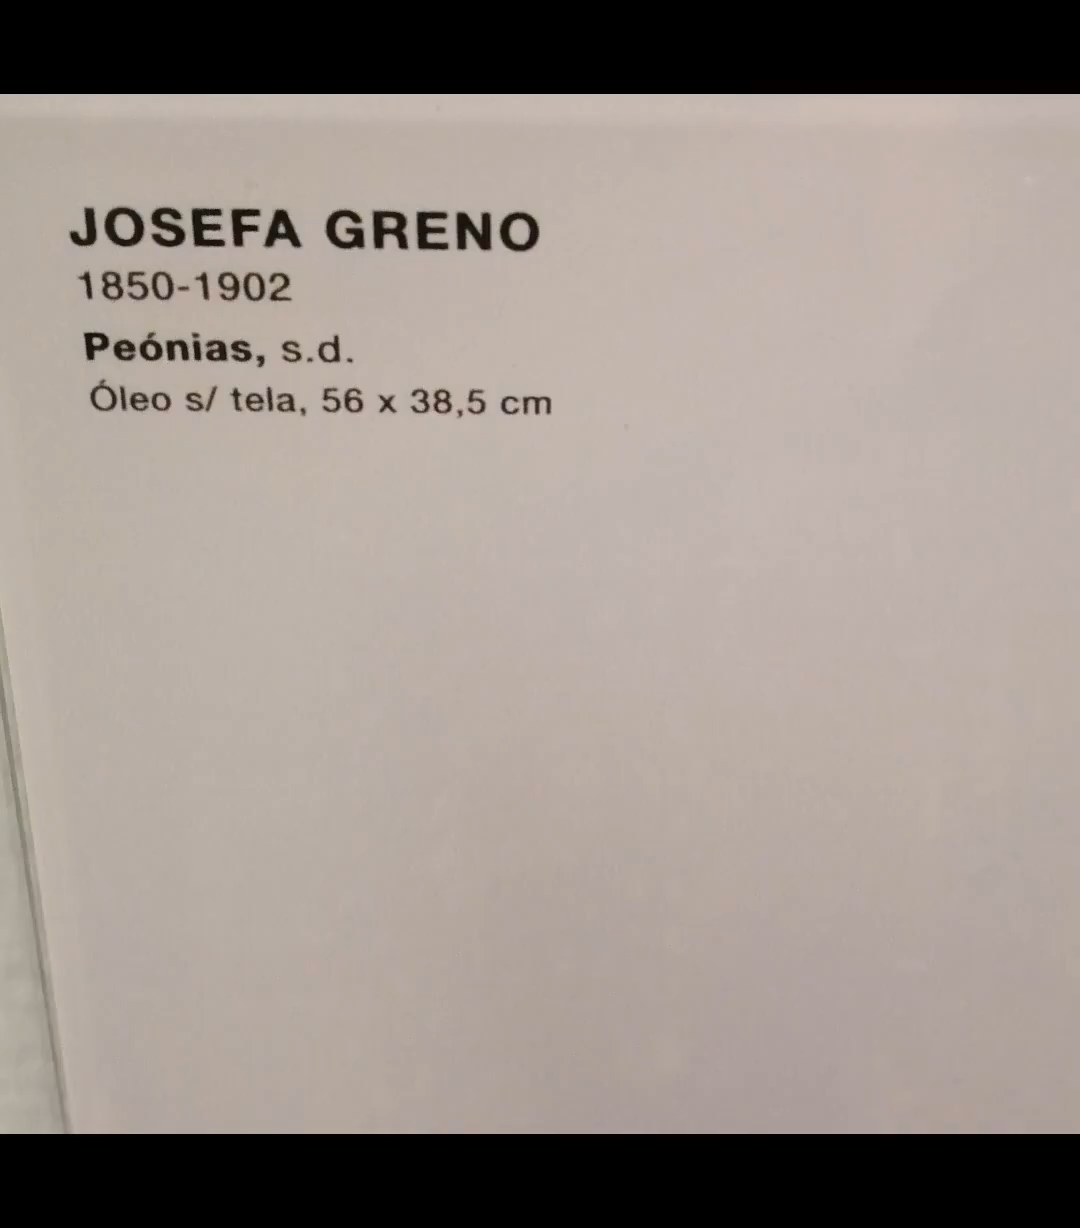 JOSEFA GRENO
1850-1902
Peónias, s.d.
Óleo s/ tela, 56 x 38,5 cm